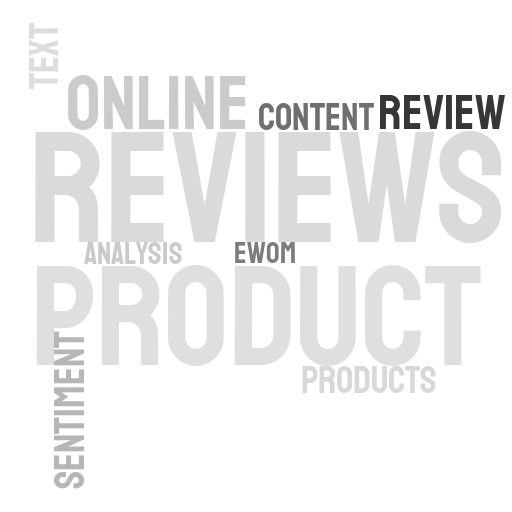 TEXT
ONLINE
CONTENT
REVIEW
REVIEWS
ANALYSIS
EWOM
PRODUCT
PRODUCTS
SENTIMENT